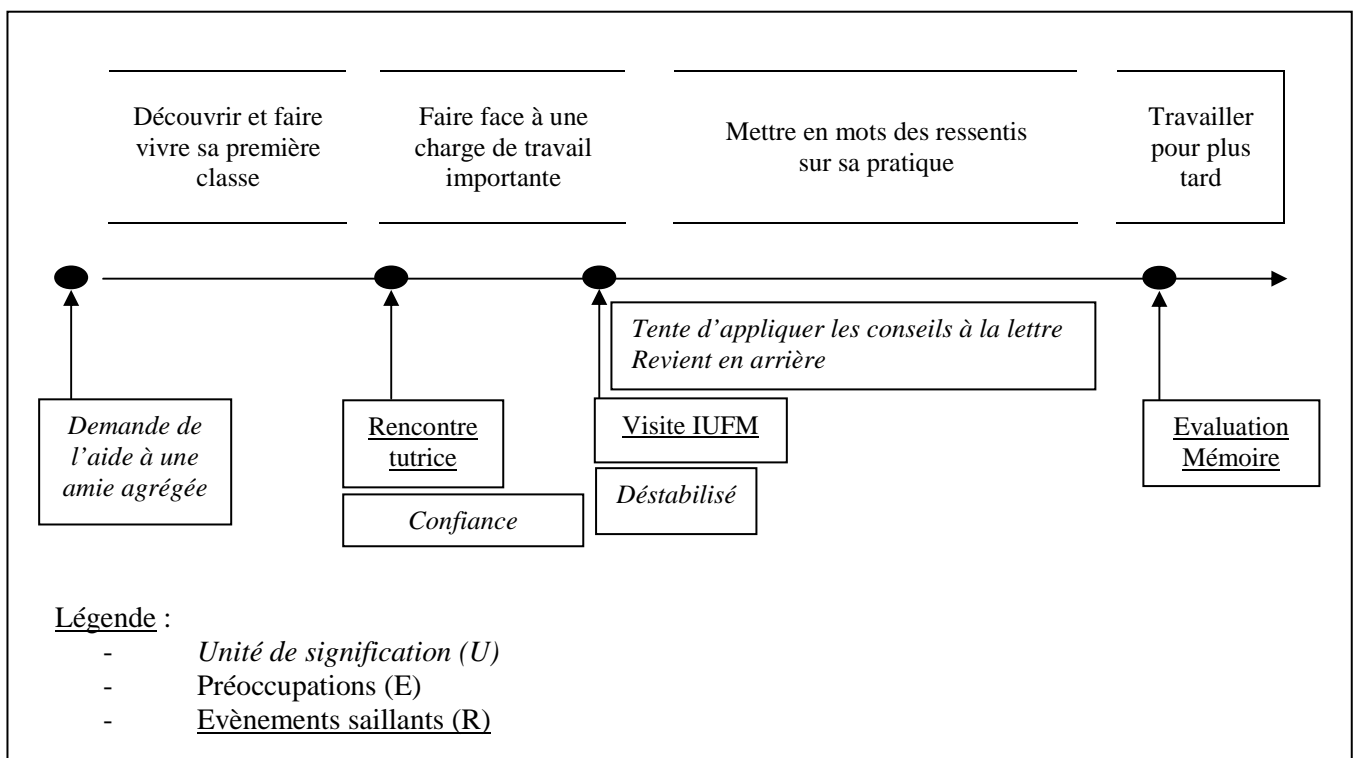 Découvrir et faire
vivre sa première
classe
Faire face à une
charge de travail
importante
Mettre en mots des ressentis
sur sa pratique
Travailler
pour plus
tard
Tente d’appliquer les conseils à la lettre
Revient en arrière
Demande de
l’aide à une
amie agrégée
Rencontre
tutrice
Confiance
Visite IUFM
Déstabilisé
Evaluation
Mémoire
Légende :
- Unité de signification (U)
- Préoccupations (E)
- Evènements saillants (R)